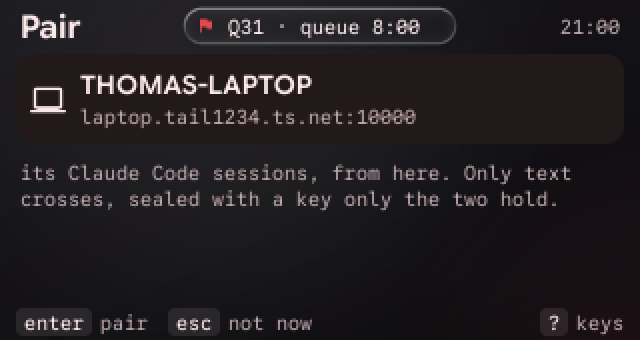 Pair
Q31 · queue 8:00
21:00
THOMAS-LAPTOP
laptop.tail1234.ts.net:10000
its Claude Code sessions, from here. Only text
crosses, sealed with a key only the two hold.
enter pair esc not now
? keys